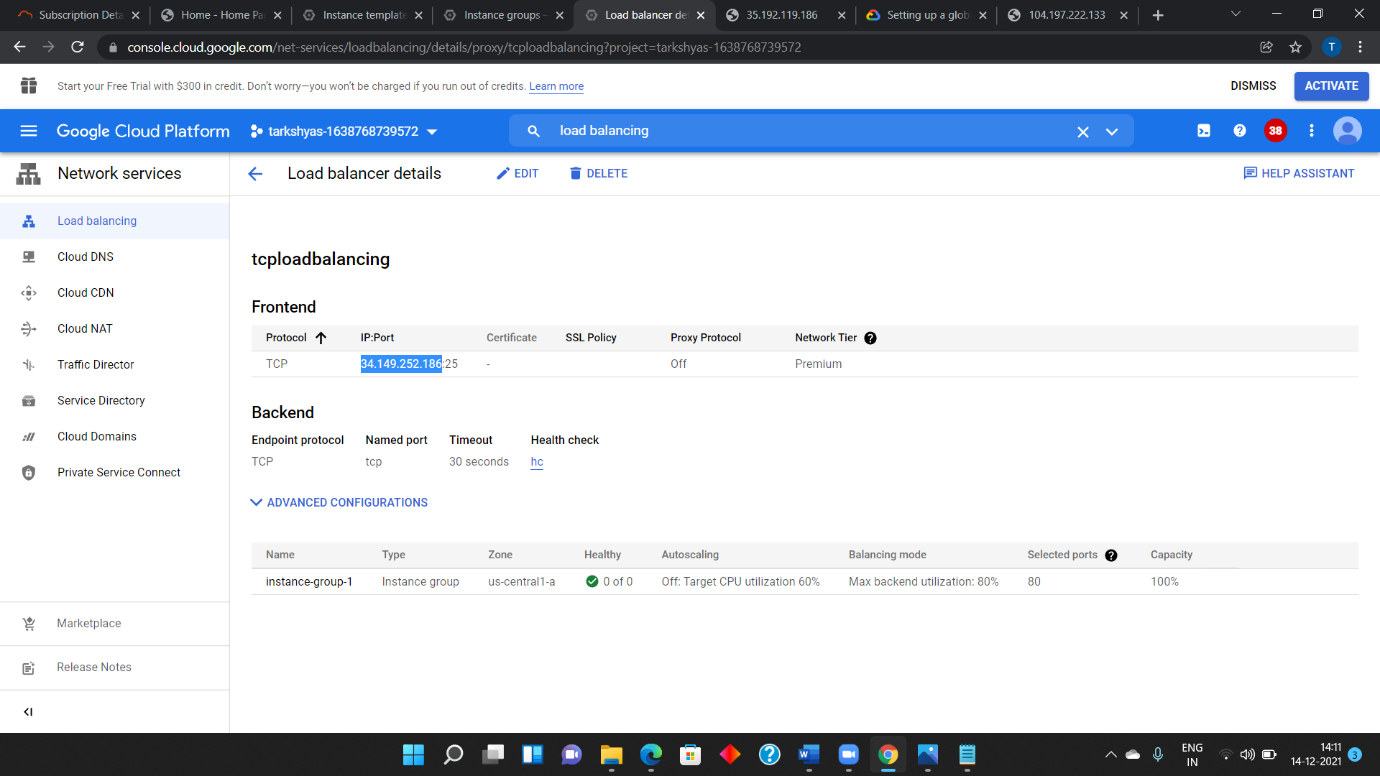 Subscription Deta
Home - Home Pa
Instance template
Instance groups -
Load balancer de
35.192.119.186
Setting up a glob
104.197.222.133
console.cloud.google.com/net-services/loadbalancing/details/proxy/tcploadbalancing?project=tarkshyas-1638768739572
T
Start your Free Trial with $300 in credit. Don't worry—you won't be charged if you run out of credits. Learn more
DISMISS
ACTIVATE
Google Cloud Platform
tarkshyas-1638768739572
load balancing
38
Network services
Load balancer details
EDIT
DELETE
HELP ASSISTANT
Load balancing
Cloud DNS
Cloud CDN
Cloud NAT
Traffic Director
Service Directory
Cloud Domains
Private Service Connect
Marketplace
Release Notes
tcploadbalancing
Frontend
Protocol IP:Port Certificate SSL Policy Proxy Protocol Network Tier
TCP 34.149.252.186:25 - Off Premium
Backend
Endpoint protocol Named port Timeout Health check
TCP tcp 30 seconds hc
ADVANCED CONFIGURATIONS
Name Type Zone Healthy Autoscaling Balancing mode Selected ports Capacity
instance-group-1 Instance group us-central1-a 0 of 0 Off: Target CPU utilization 60% Max backend utilization: 80% 80 100%
ENG
IN
14:11
14-12-2021
3